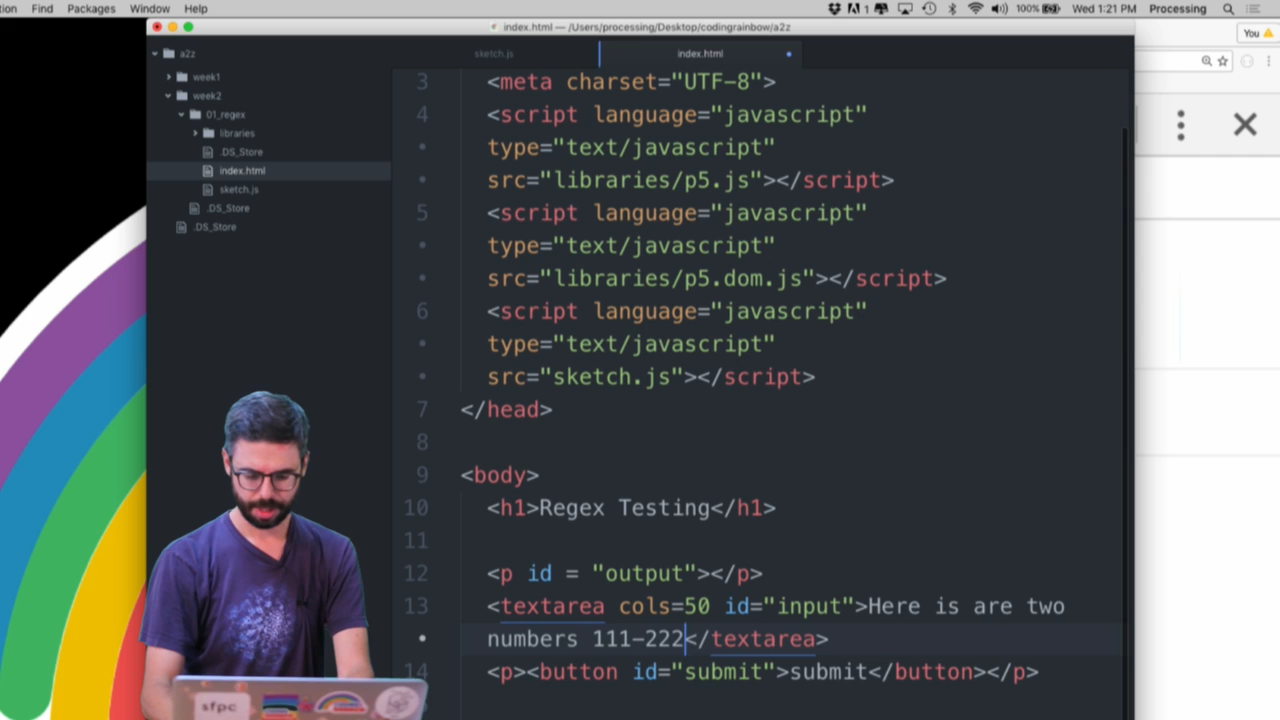 tion Find Packages Window Help 1 100% Wed 1:21 PM Processing
index.html — /Users/processing/Desktop/codingrainbow/a2z
You
a2z
week1
week2
01_regex
libraries
.DS_Store
index.html
sketch.js
.DS_Store
.DS_Store
sketch.js index.html
3 <meta charset="UTF-8">
4 <script language="javascript"
type="text/javascript"
src="libraries/p5.js"></script>
5 <script language="javascript"
type="text/javascript"
src="libraries/p5.dom.js"></script>
6 <script language="javascript"
type="text/javascript"
src="sketch.js"></script>
7 </head>
8
9 <body>
10 <h1>Regex Testing</h1>
11
12 <p id = "output"></p>
13 <textarea cols=50 id="input">Here is are two
numbers 111-222</textarea>
14 <p><button id="submit">submit</button></p>
sfpc